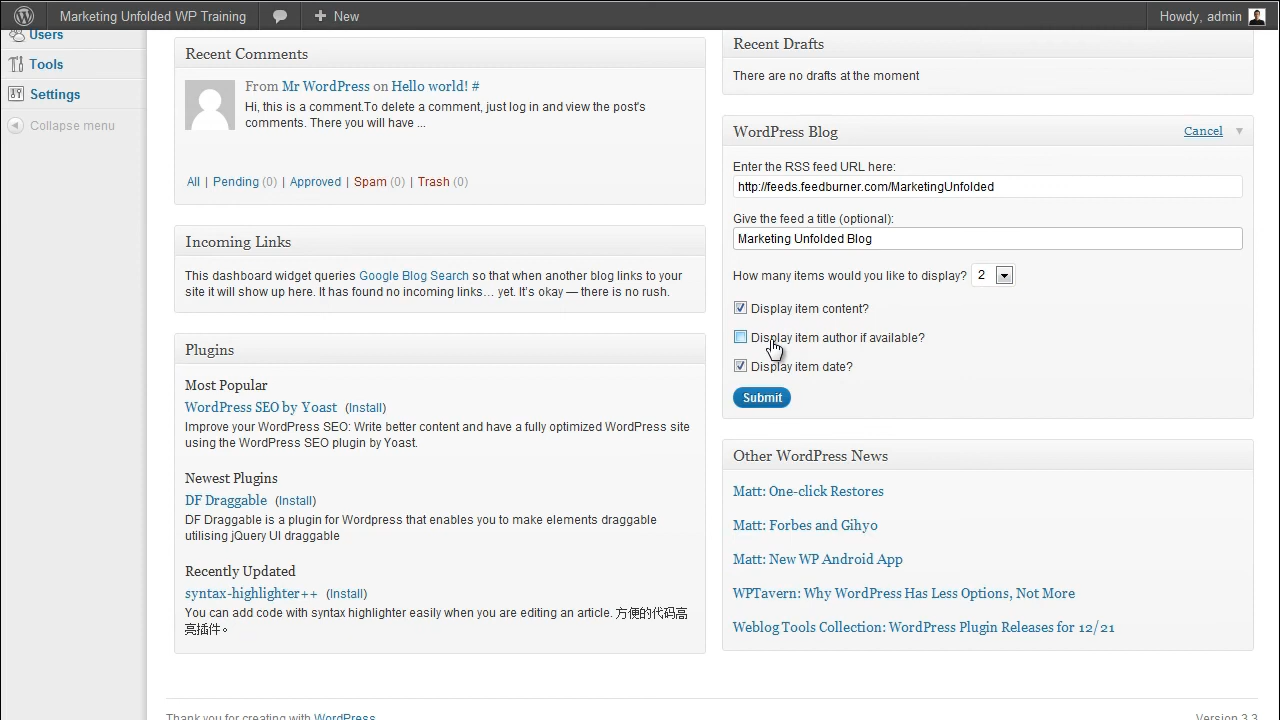 Marketing Unfolded WP Training
New
Howdy, admin
Users
Tools
Settings
Collapse menu
Recent Comments
From Mr WordPress on Hello world! #
Hi, this is a comment.To delete a comment, just log in and view the post's
comments. There you will have ...
All | Pending (0) | Approved | Spam (0) | Trash (0)
Incoming Links
This dashboard widget queries Google Blog Search so that when another blog links to your
site it will show up here. It has found no incoming links… yet. It's okay — there is no rush.
Plugins
Most Popular
WordPress SEO by Yoast (Install)
Improve your WordPress SEO: Write better content and have a fully optimized WordPress site
using the WordPress SEO plugin by Yoast.
Newest Plugins
DF Draggable (Install)
DF Draggable is a plugin for Wordpress that enables you to make elements draggable
utilising jQuery UI draggable
Recently Updated
syntax-highlighter++ (Install)
You can add code with syntax highlighter easily when you are editing an article. 方便的代码高
亮插件。
Recent Drafts
There are no drafts at the moment
WordPress Blog
Cancel
Enter the RSS feed URL here:
http://feeds.feedburner.com/MarketingUnfolded
Give the feed a title (optional):
Marketing Unfolded Blog
How many items would you like to display? 2
Display item content?
Display item author if available?
Display item date?
Submit
Other WordPress News
Matt: One-click Restores
Matt: Forbes and Gihyo
Matt: New WP Android App
WPTavern: Why WordPress Has Less Options, Not More
Weblog Tools Collection: WordPress Plugin Releases for 12/21
Thank you for creating with WordPress
Version 3.3